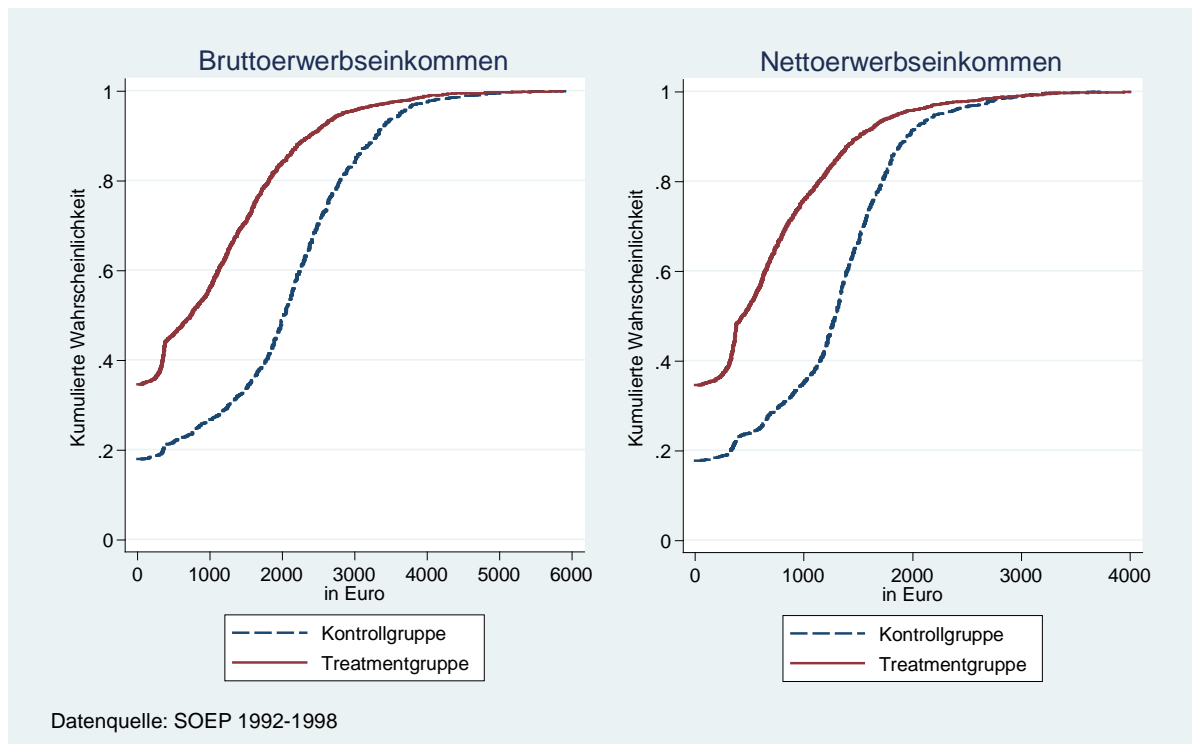 Bruttoerwerbseinkommen
Kumulierte Wahrscheinlichkeit
1
.8
.6
.4
.2
0
0 1000 2000 3000 4000 5000 6000
in Euro
Kontrollgruppe
Treatmentgruppe
Nettoerwerbseinkommen
Kumulierte Wahrscheinlichkeit
1
.8
.6
.4
.2
0
0 1000 2000 3000 4000
in Euro
Kontrollgruppe
Treatmentgruppe
Datenquelle: SOEP 1992-1998